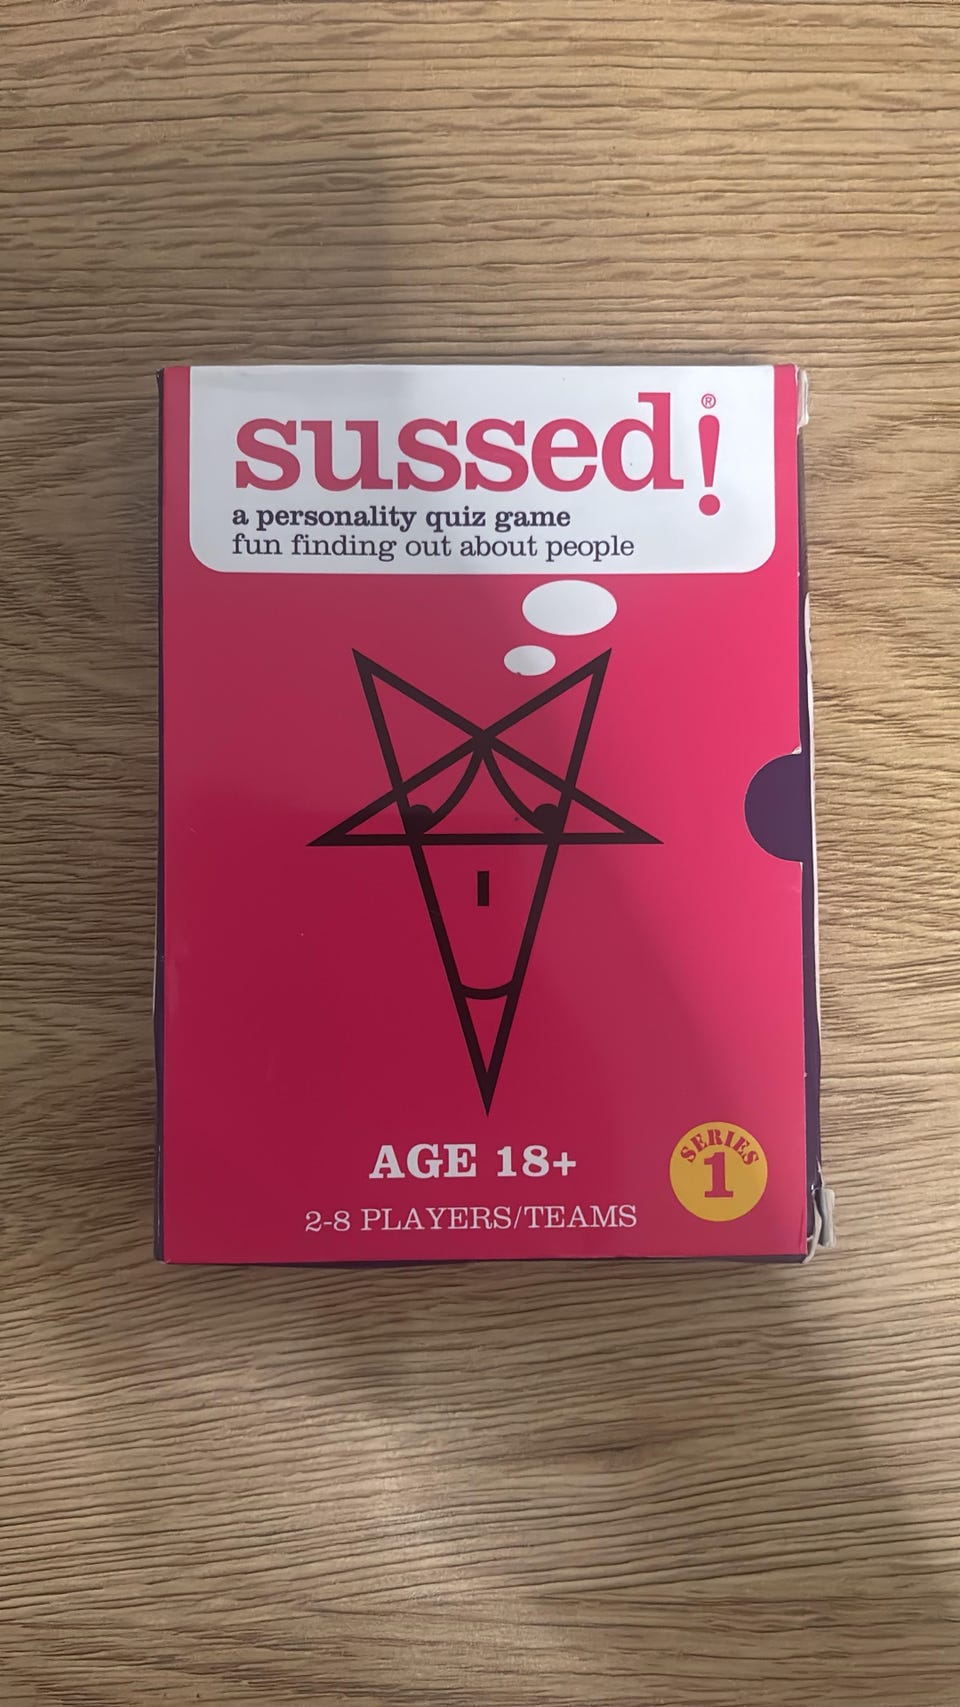 sussed!®
a personality quiz game
fun finding out about people
AGE 18+
2-8 PLAYERS/TEAMS
SERIES
1